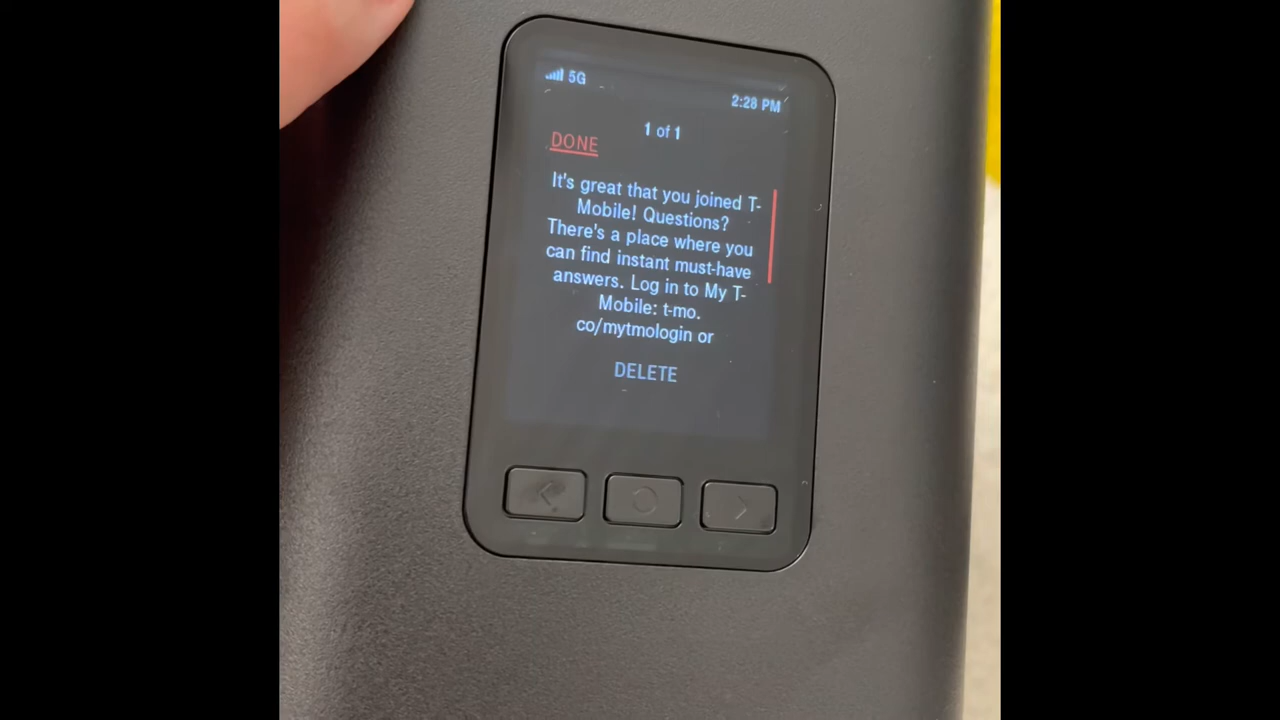 5G
2:28 PM
1 of 1
DONE
It's great that you joined T-
Mobile! Questions?
There's a place where you
can find instant must-have
answers. Log in to My T-
Mobile: t-mo.
co/mytmologin or
DELETE